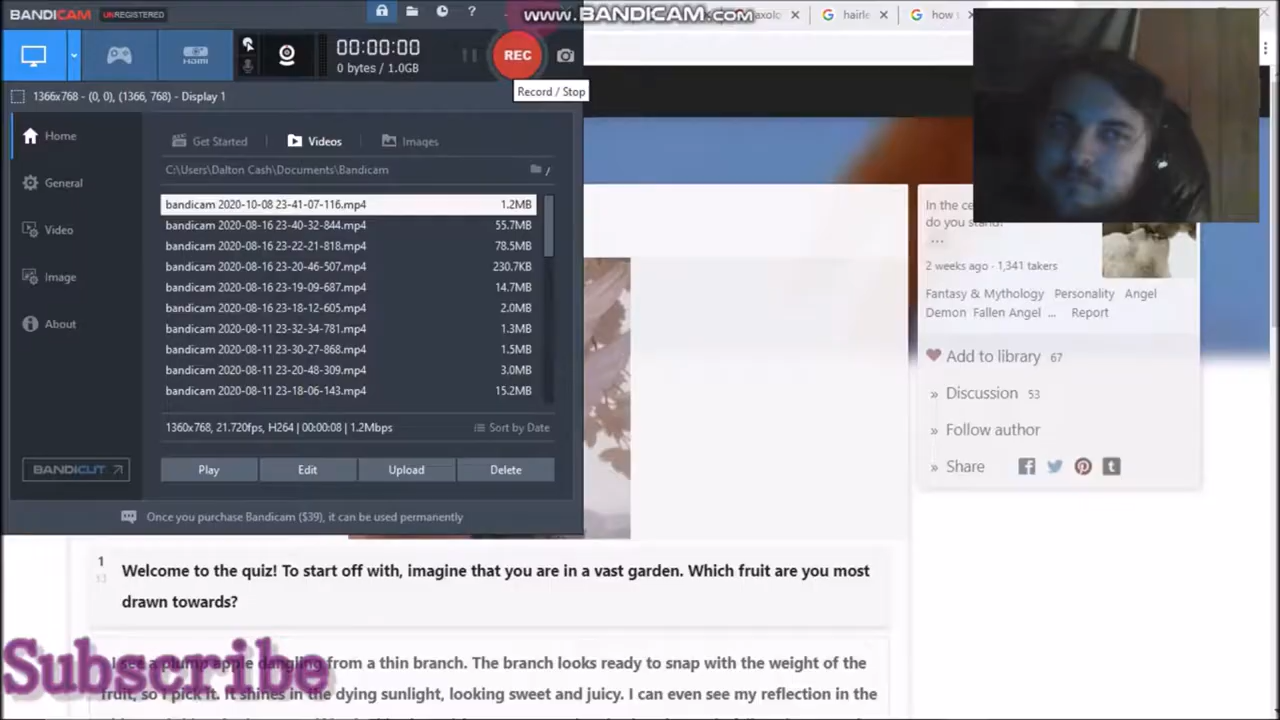 BANDICAM UNREGISTERED
www.BANDICAM.com
axolo
hairle
how
00:00:00
0 bytes / 1.0GB
HDMI
REC
Record / Stop
1366x768 - (0, 0), (1366, 768) - Display 1
Home
General
Video
Image
About
BANDICUT
Get Started
Videos
Images
C:\Users\Dalton Cash\Documents\Bandicam
/
bandicam 2020-10-08 23-41-07-116.mp4 1.2MB
bandicam 2020-08-16 23-40-32-844.mp4 55.7MB
bandicam 2020-08-16 23-22-21-818.mp4 78.5MB
bandicam 2020-08-16 23-20-46-507.mp4 230.7KB
bandicam 2020-08-16 23-19-09-687.mp4 14.7MB
bandicam 2020-08-16 23-18-12-605.mp4 2.0MB
bandicam 2020-08-11 23-32-34-781.mp4 1.3MB
bandicam 2020-08-11 23-30-27-868.mp4 1.5MB
bandicam 2020-08-11 23-20-48-309.mp4 3.0MB
bandicam 2020-08-11 23-18-06-143.mp4 15.2MB
1360x768, 21.720fps, H264 | 00:00:08 | 1.2Mbps
Sort by Date
Play
Edit
Upload
Delete
Once you purchase Bandicam ($39), it can be used permanently
In the ce
do you stand?
...
2 weeks ago · 1,341 takers
Fantasy & Mythology Personality Angel
Demon Fallen Angel ... Report
Add to library 67
» Discussion 53
» Follow author
» Share
1
13
Welcome to the quiz! To start off with, imagine that you are in a vast garden. Which fruit are you most
drawn towards?
I see a plump apple dangling from a thin branch. The branch looks ready to snap with the weight of the
fruit, so I pick it. It shines in the dying sunlight, looking sweet and juicy. I can even see my reflection in the
Subscribe